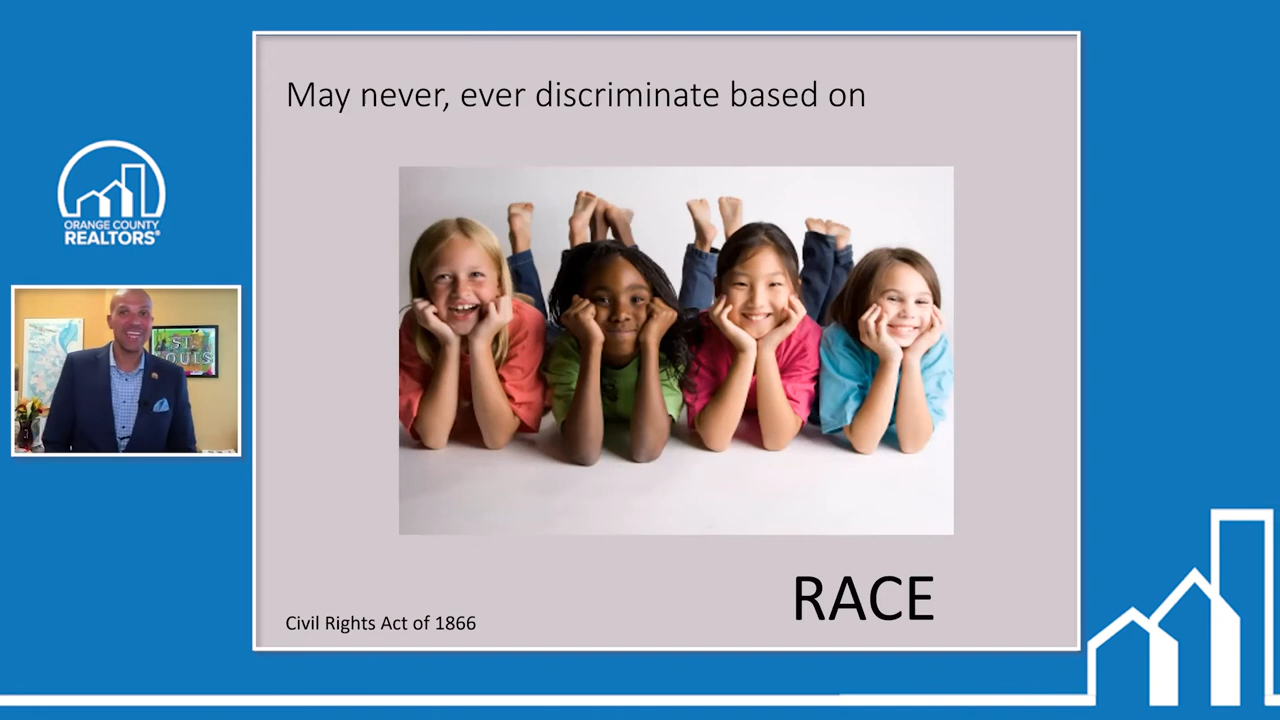 May never, ever discriminate based on
ORANGE COUNTY
REALTORS®
ST.
LOUIS
RACE
Civil Rights Act of 1866